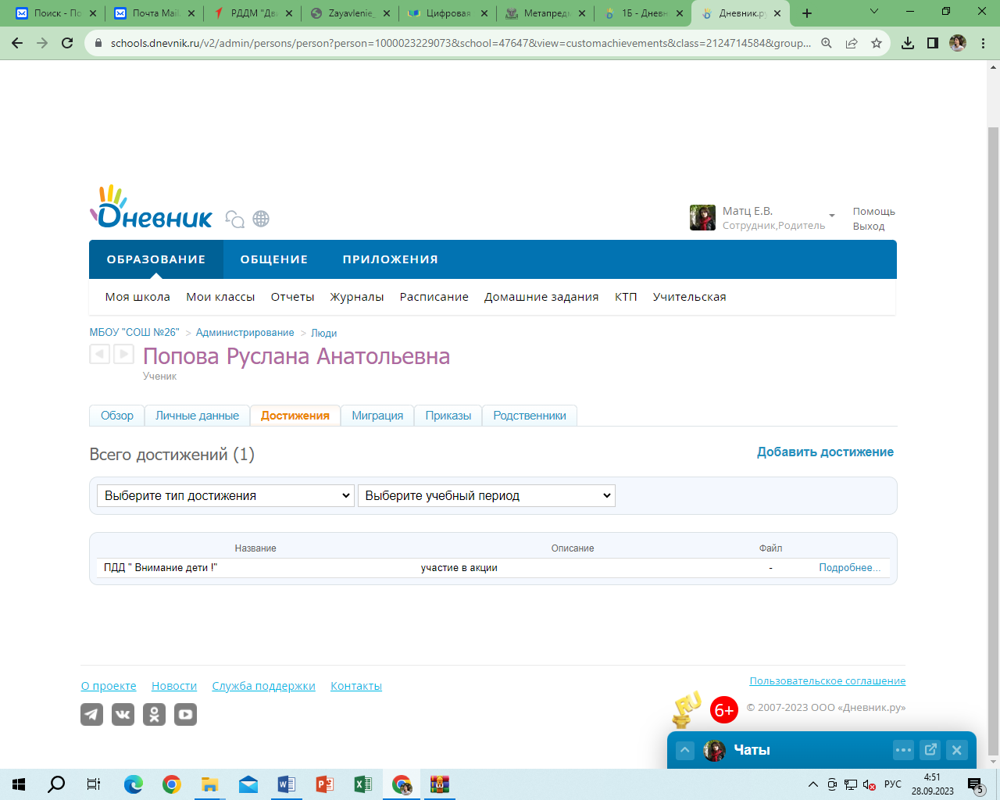 Поиск - По
Почта Mail.
РДДМ "Дви
Zayavlenie_
Цифровая
Метапредм
1Б - Дневн
Дневник.ру
schools.dnevnik.ru/v2/admin/persons/person?person=1000023229073&school=47647&view=customachievements&class=2124714584&group...
Дневник
Матц Е.В.
Сотрудник,Родитель
Помощь
Выход
ОБРАЗОВАНИЕ ОБЩЕНИЕ ПРИЛОЖЕНИЯ
Моя школа Мои классы Отчеты Журналы Расписание Домашние задания КТП Учительская
МБОУ "СОШ №26" > Администрирование > Люди
Попова Руслана Анатольевна
Ученик
Обзор Личные данные Достижения Миграция Приказы Родственники
Всего достижений (1)
Добавить достижение
Выберите тип достижения Выберите учебный период
Название Описание Файл
ПДД " Внимание дети !" участие в акции - Подробнее...
О проекте Новости Служба поддержки Контакты
Пользовательское соглашение
RU 6+ © 2007-2023 ООО «Дневник.ру»
Чаты
РУС
4:51
28.09.2023
5